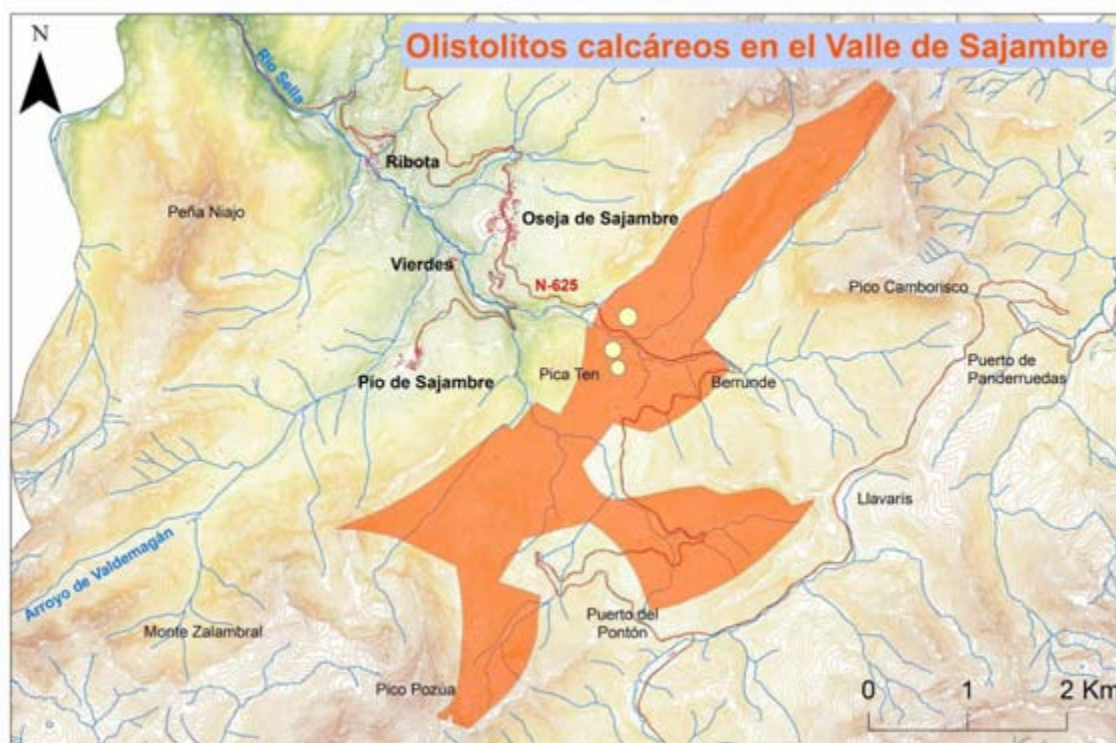 N
Olistolitos calcáreos en el Valle de Sajambre
Río Sella
Ribota
Peña Niajo
Oseja de Sajambre
Vierdes
N-625
Pico Camborisco
Pío de Sajambre
Pica Ten
Berrunde
Puerto de
Panderruedas
Llavaris
Arroyo de Valdemagán
Monte Zalambral
Puerto del
Pontón
Pico Pozúa
0 1 2 Km